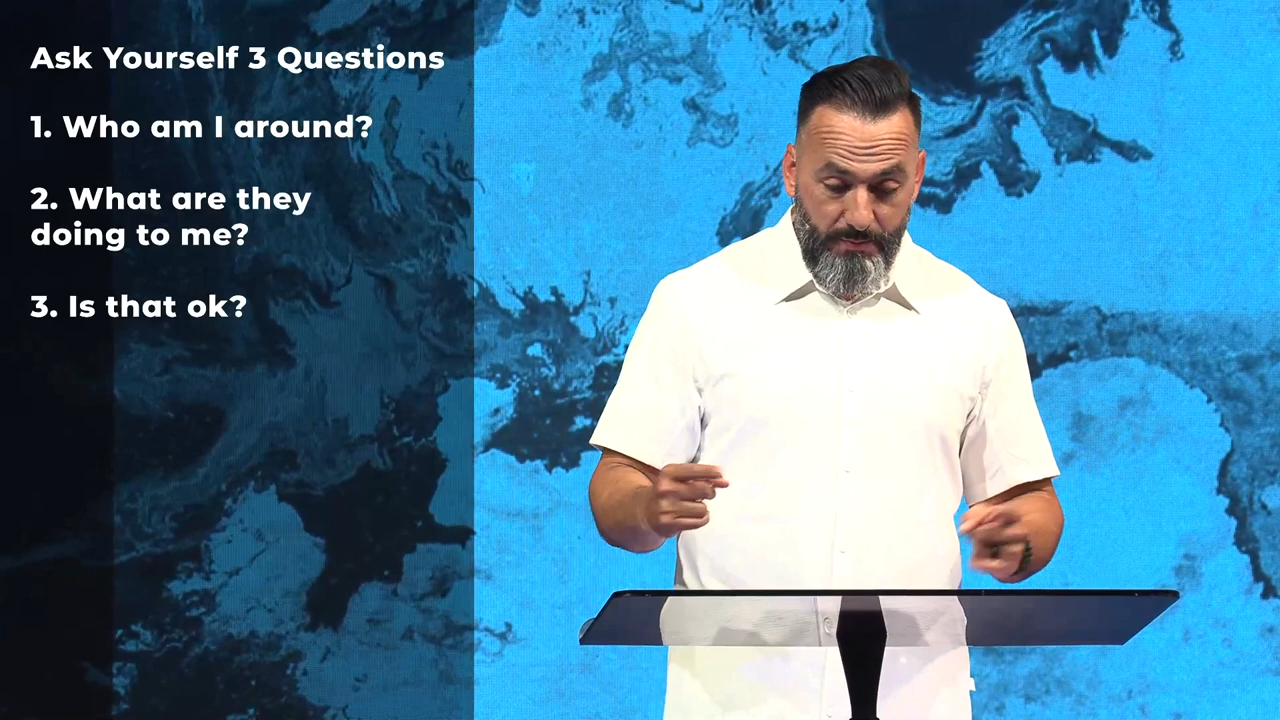 Ask Yourself 3 Questions
1. Who am I around?
2. What are they
doing to me?
3. Is that ok?